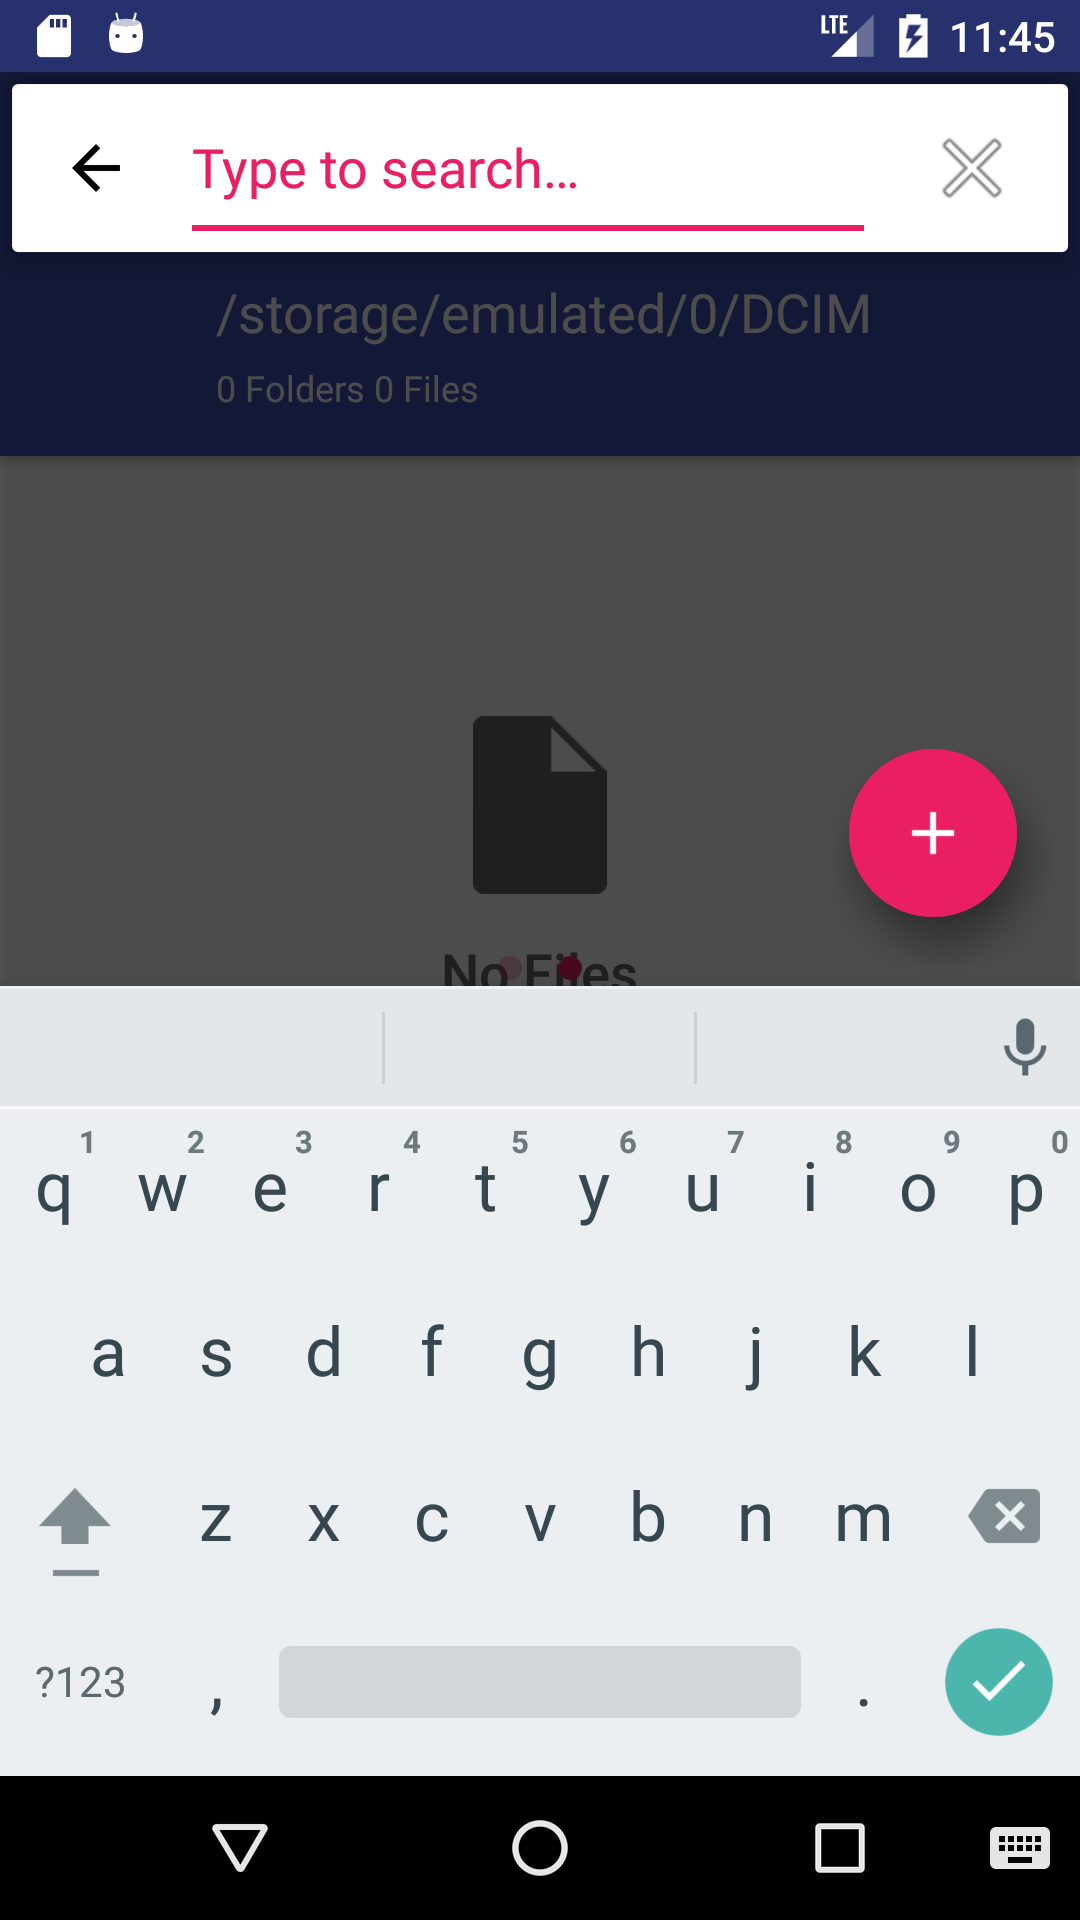 LTE 11:45
Type to search...
/storage/emulated/0/DCIM
0 Folders 0 Files
No Files
1 2 3 4 5 6 7 8 9 0
q w e r t y u i o p
a s d f g h j k l
z x c v b n m
?123 , .